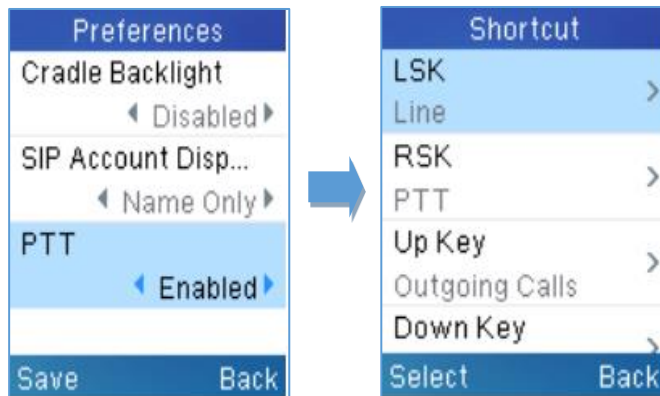 Preferences
Cradle Backlight
Disabled
SIP Account Disp...
Name Only
PTT
Enabled
Save Back
Shortcut
LSK
Line
RSK
PTT
Up Key
Outgoing Calls
Down Key
Select Back